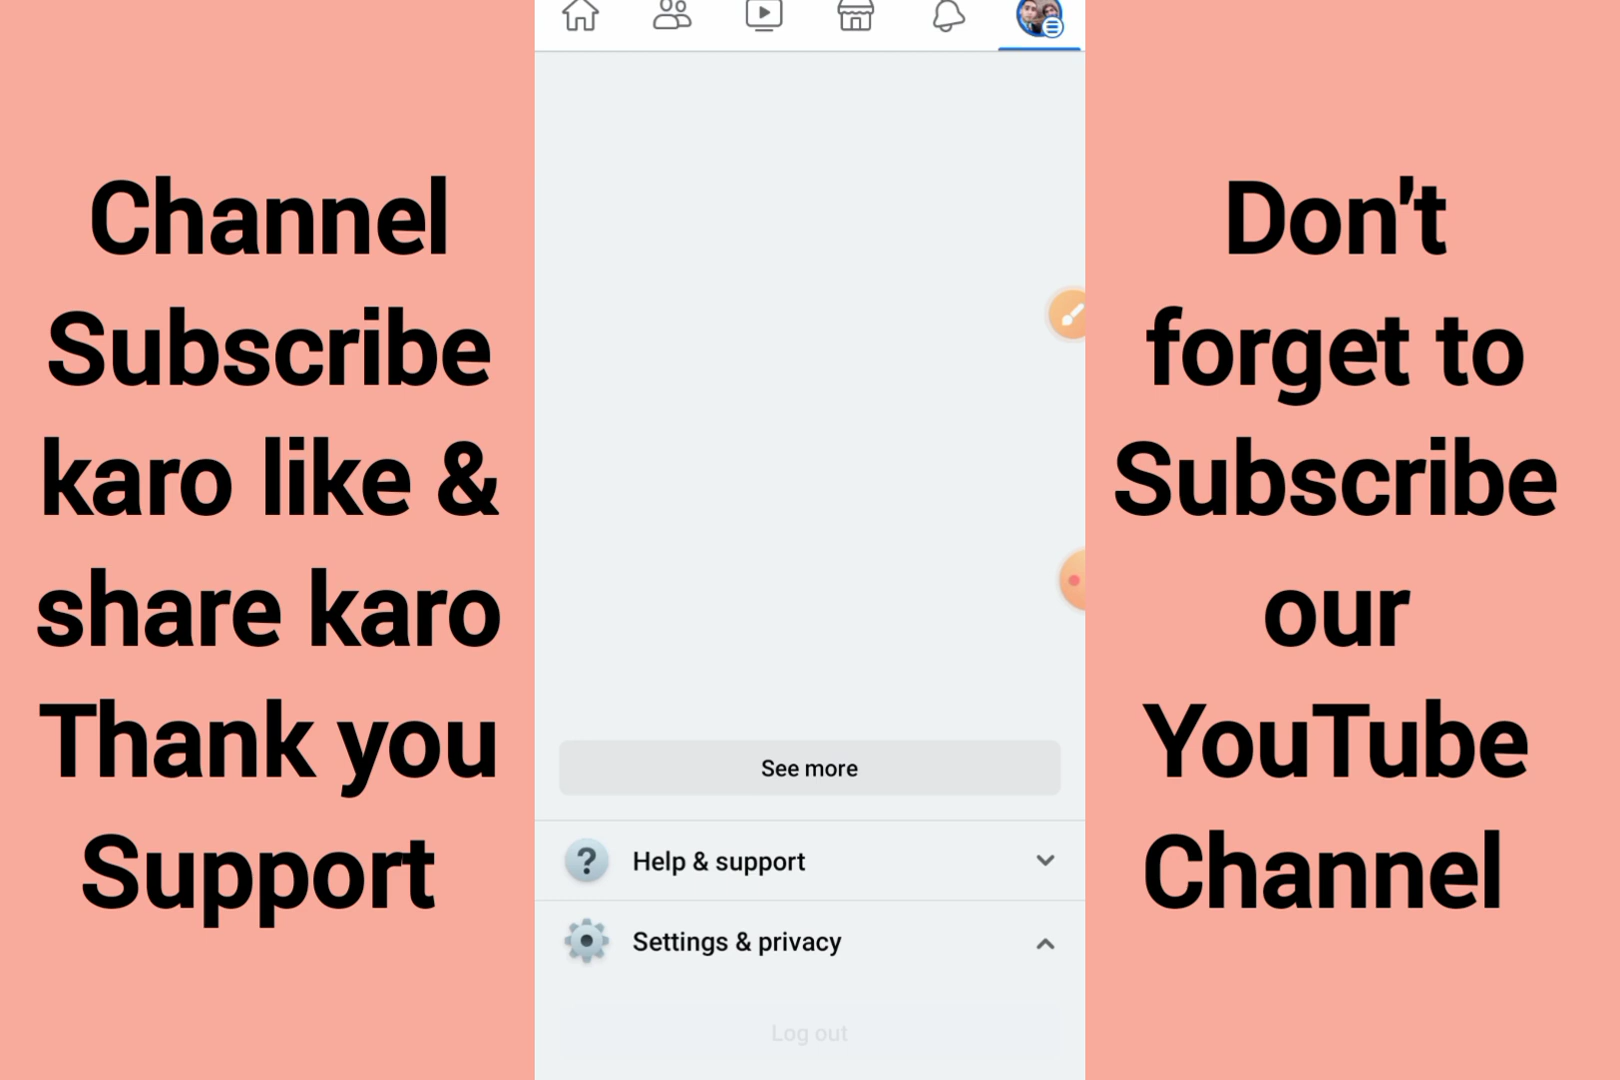 Channel
Subscribe
karo like &
share karo
Thank you
Support
See more
Help & support
Settings & privacy
Log out
Don't
forget to
Subscribe
our
YouTube
Channel